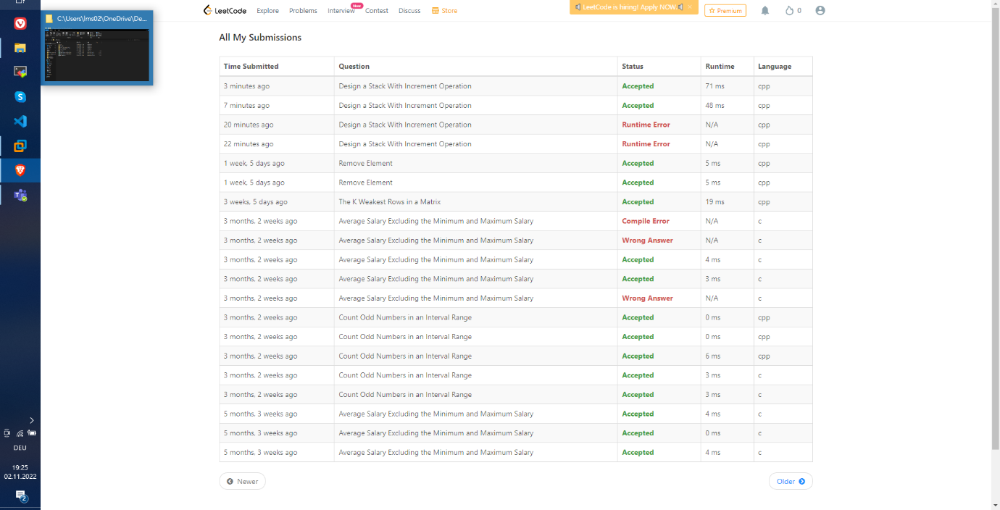 C:\Users\lms02\OneDrive\De...
LeetCode Explore Problems Interview New Contest Discuss Store LeetCode is hiring! Apply NOW. × Premium 0
All My Submissions
Time Submitted Question Status Runtime Language
3 minutes ago Design a Stack With Increment Operation Accepted 71 ms cpp
7 minutes ago Design a Stack With Increment Operation Accepted 48 ms cpp
20 minutes ago Design a Stack With Increment Operation Runtime Error N/A cpp
22 minutes ago Design a Stack With Increment Operation Runtime Error N/A cpp
1 week, 5 days ago Remove Element Accepted 5 ms cpp
1 week, 5 days ago Remove Element Accepted 5 ms cpp
3 weeks, 5 days ago The K Weakest Rows in a Matrix Accepted 19 ms cpp
3 months, 2 weeks ago Average Salary Excluding the Minimum and Maximum Salary Compile Error N/A c
3 months, 2 weeks ago Average Salary Excluding the Minimum and Maximum Salary Wrong Answer N/A c
3 months, 2 weeks ago Average Salary Excluding the Minimum and Maximum Salary Accepted 4 ms c
3 months, 2 weeks ago Average Salary Excluding the Minimum and Maximum Salary Accepted 3 ms c
3 months, 2 weeks ago Average Salary Excluding the Minimum and Maximum Salary Wrong Answer N/A c
3 months, 2 weeks ago Count Odd Numbers in an Interval Range Accepted 0 ms cpp
3 months, 2 weeks ago Count Odd Numbers in an Interval Range Accepted 0 ms cpp
3 months, 2 weeks ago Count Odd Numbers in an Interval Range Accepted 6 ms cpp
3 months, 2 weeks ago Count Odd Numbers in an Interval Range Accepted 3 ms c
3 months, 2 weeks ago Count Odd Numbers in an Interval Range Accepted 3 ms c
5 months, 3 weeks ago Average Salary Excluding the Minimum and Maximum Salary Accepted 4 ms c
5 months, 3 weeks ago Average Salary Excluding the Minimum and Maximum Salary Accepted 0 ms c
5 months, 3 weeks ago Average Salary Excluding the Minimum and Maximum Salary Accepted 4 ms c
Newer Older
DEU
19:25
02.11.2022
2